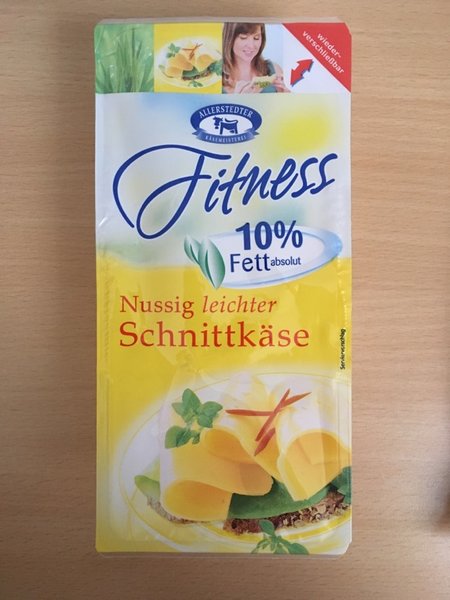 wieder-
verschließbar
ALLERSTEDTER
KÄSEMEISTEREI
Fitness
10%
Fett absolut
Nussig leichter
Schnittkäse
Serviervorschlag